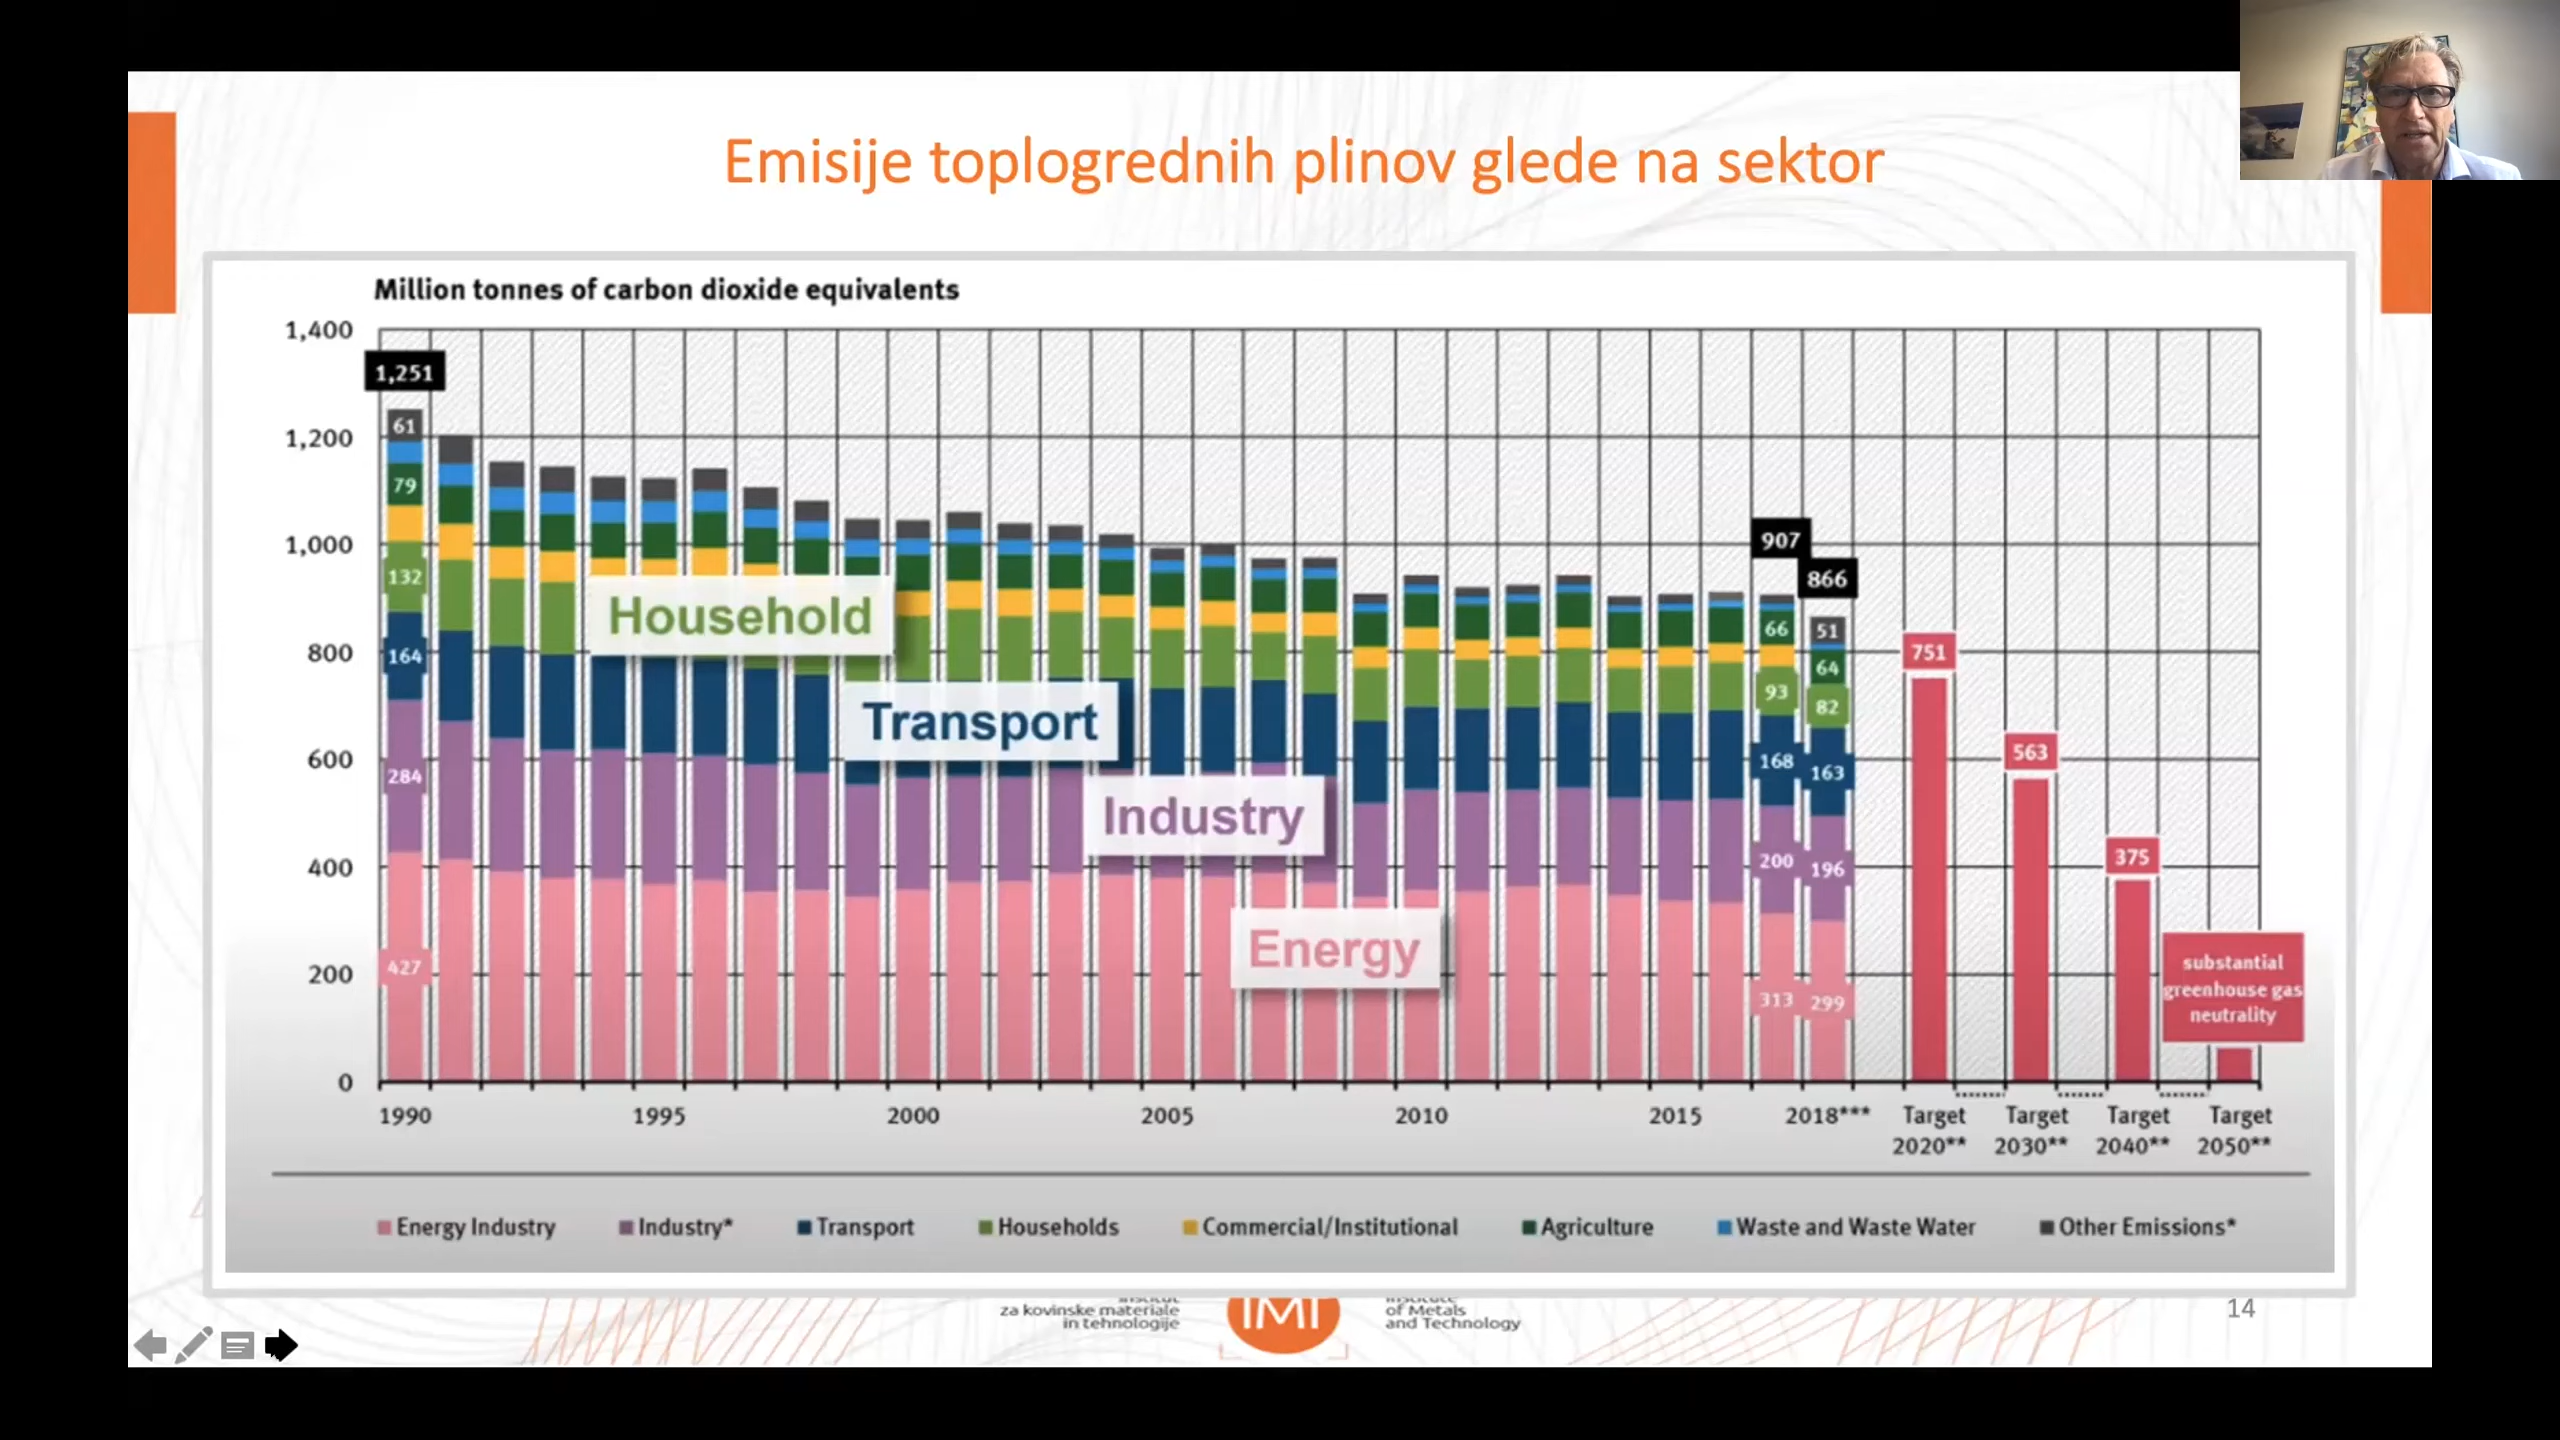 Emisije toplogrednih plinov glede na sektor
Million tonnes of carbon dioxide equivalents
1,400
1,200
1,000
800
600
400
200
0
1,251
61
79
132
164
284
427
Household
Transport
Industry
Energy
907
66
93
168
200
313
866
51
64
82
163
196
299
751
563
375
substantial
greenhouse gas
neutrality
1990
1995
2000
2005
2010
2015
2018***
Target
2020**
Target
2030**
Target
2040**
Target
2050**
Energy Industry
Industry*
Transport
Households
Commercial/Institutional
Agriculture
Waste and Waste Water
Other Emissions*
za kovinske materiale
in tehnologije
IMT
of Metals
and Technology
14